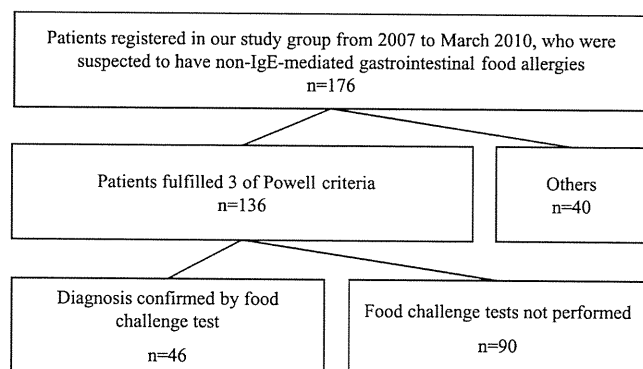 Patients registered in our study group from 2007 to March 2010, who were
suspected to have non-IgE-mediated gastrointestinal food allergies
n=176
Patients fulfilled 3 of Powell criteria
n=136
Others
n=40
Diagnosis confirmed by food
challenge test
n=46
Food challenge tests not performed
n=90